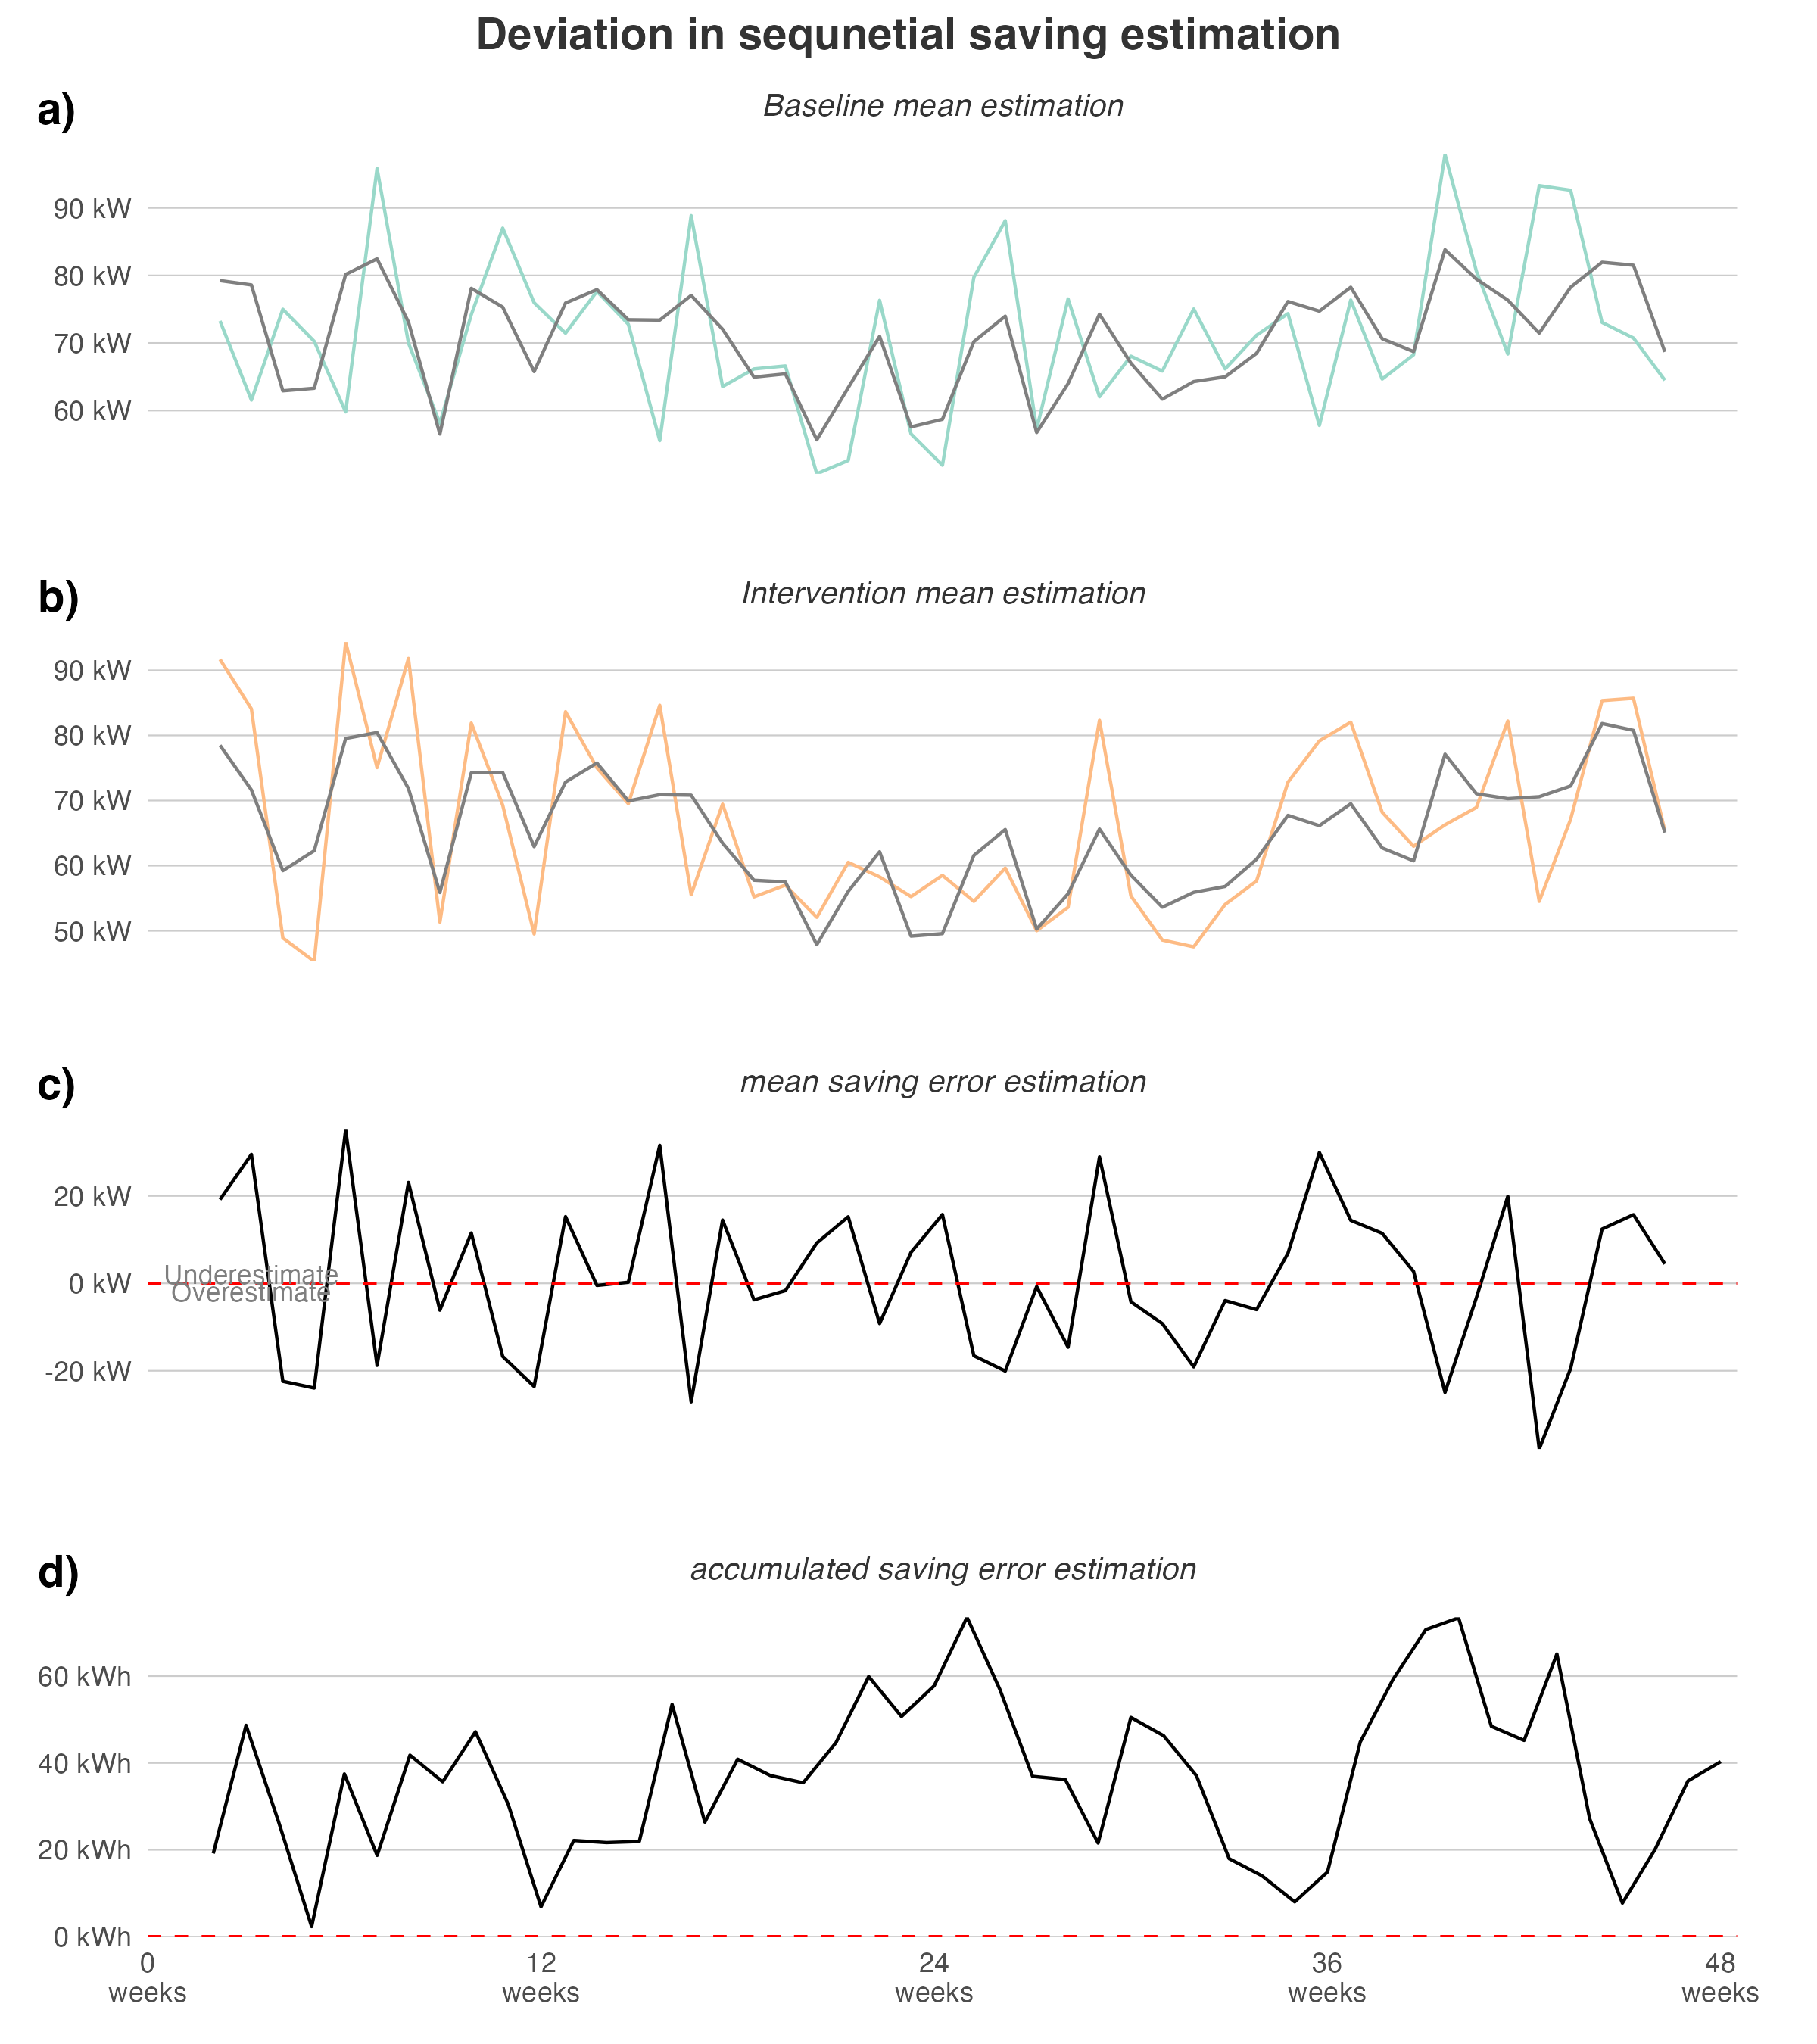 Deviation in sequnetial saving estimation
a)
Baseline mean estimation
90 kW
80 kW
70 kW
60 kW
b)
Intervention mean estimation
90 kW
80 kW
70 kW
60 kW
50 kW
c)
mean saving error estimation
20 kW
Underestimate
0 kW
Overestimate
-20 kW
d)
accumulated saving error estimation
60 kWh
40 kWh
20 kWh
0 kWh
0 12 24 36 48
weeks weeks weeks weeks weeks